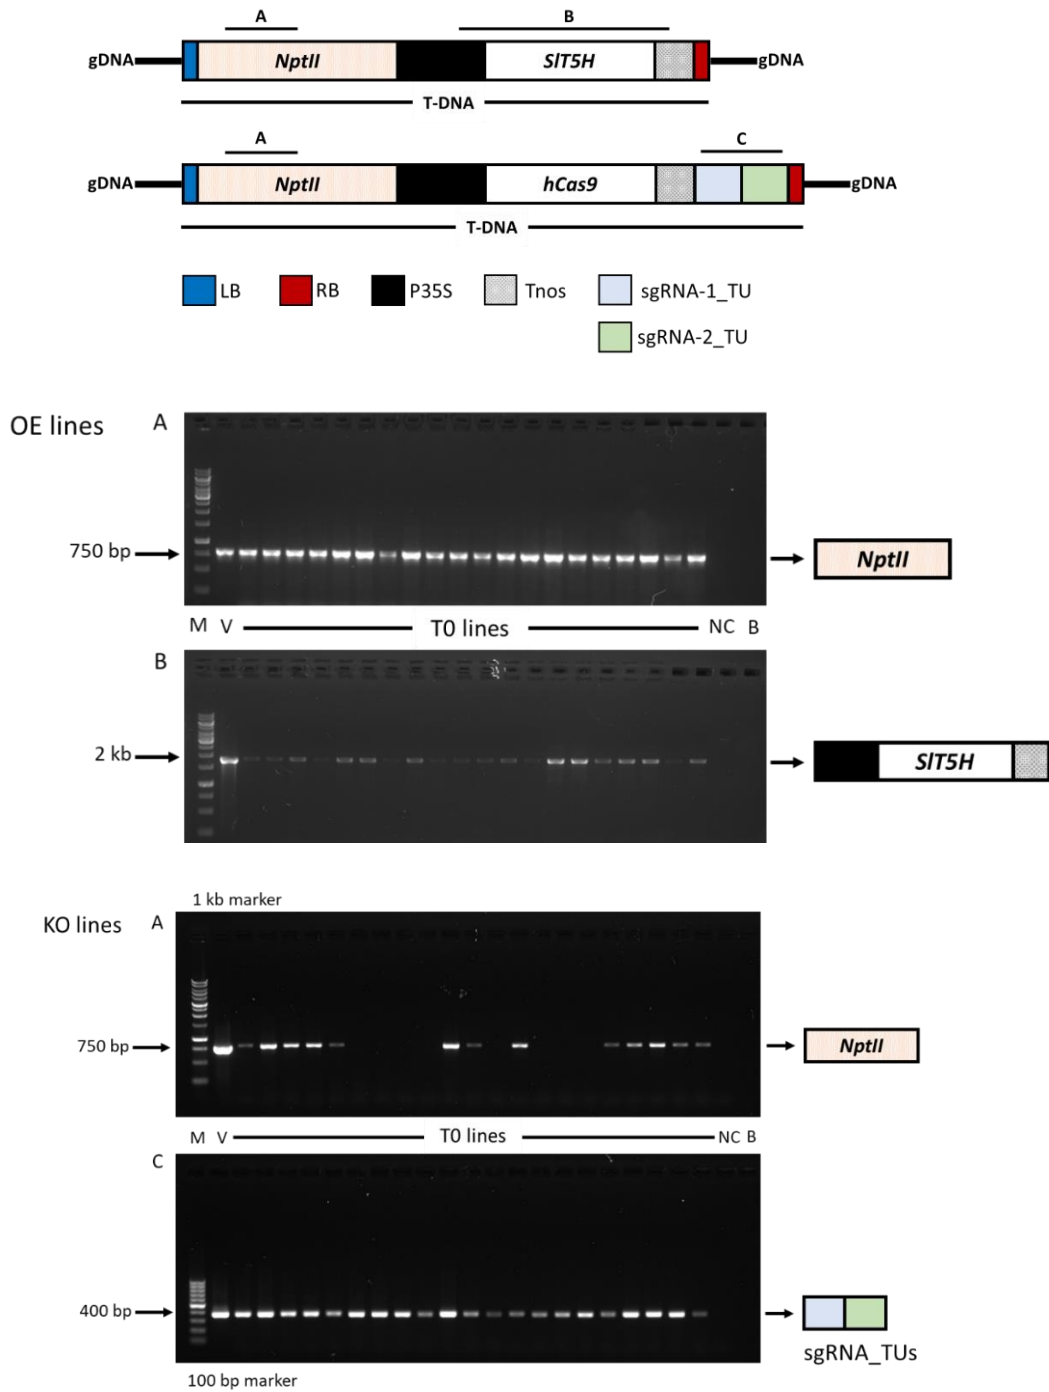 A
B
gDNA
NptII
SlT5H
gDNA
T-DNA
A
C
gDNA
NptII
hCas9
gDNA
T-DNA
LB
RB
P35S
Tnos
sgRNA-1_TU
sgRNA-2_TU
OE lines
A
750 bp
NptII
M V T0 lines NC B
B
2 kb
SlT5H
1 kb marker
KO lines
A
750 bp
NptII
M V T0 lines NC B
C
400 bp
sgRNA_TUs
100 bp marker